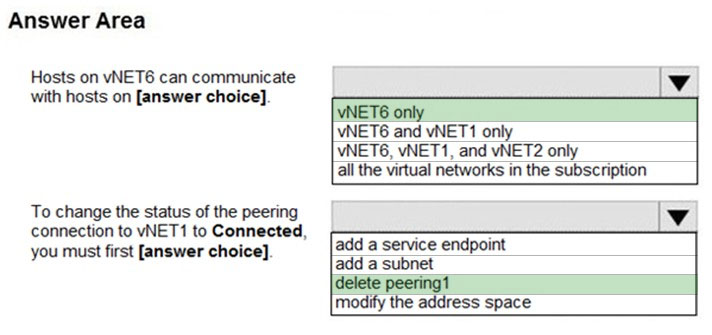 Answer Area
Hosts on vNET6 can communicate
with hosts on [answer choice].
vNET6 only
vNET6 and vNET1 only
vNET6, vNET1, and vNET2 only
all the virtual networks in the subscription
To change the status of the peering
connection to vNET1 to Connected,
you must first [answer choice].
add a service endpoint
add a subnet
delete peering1
modify the address space